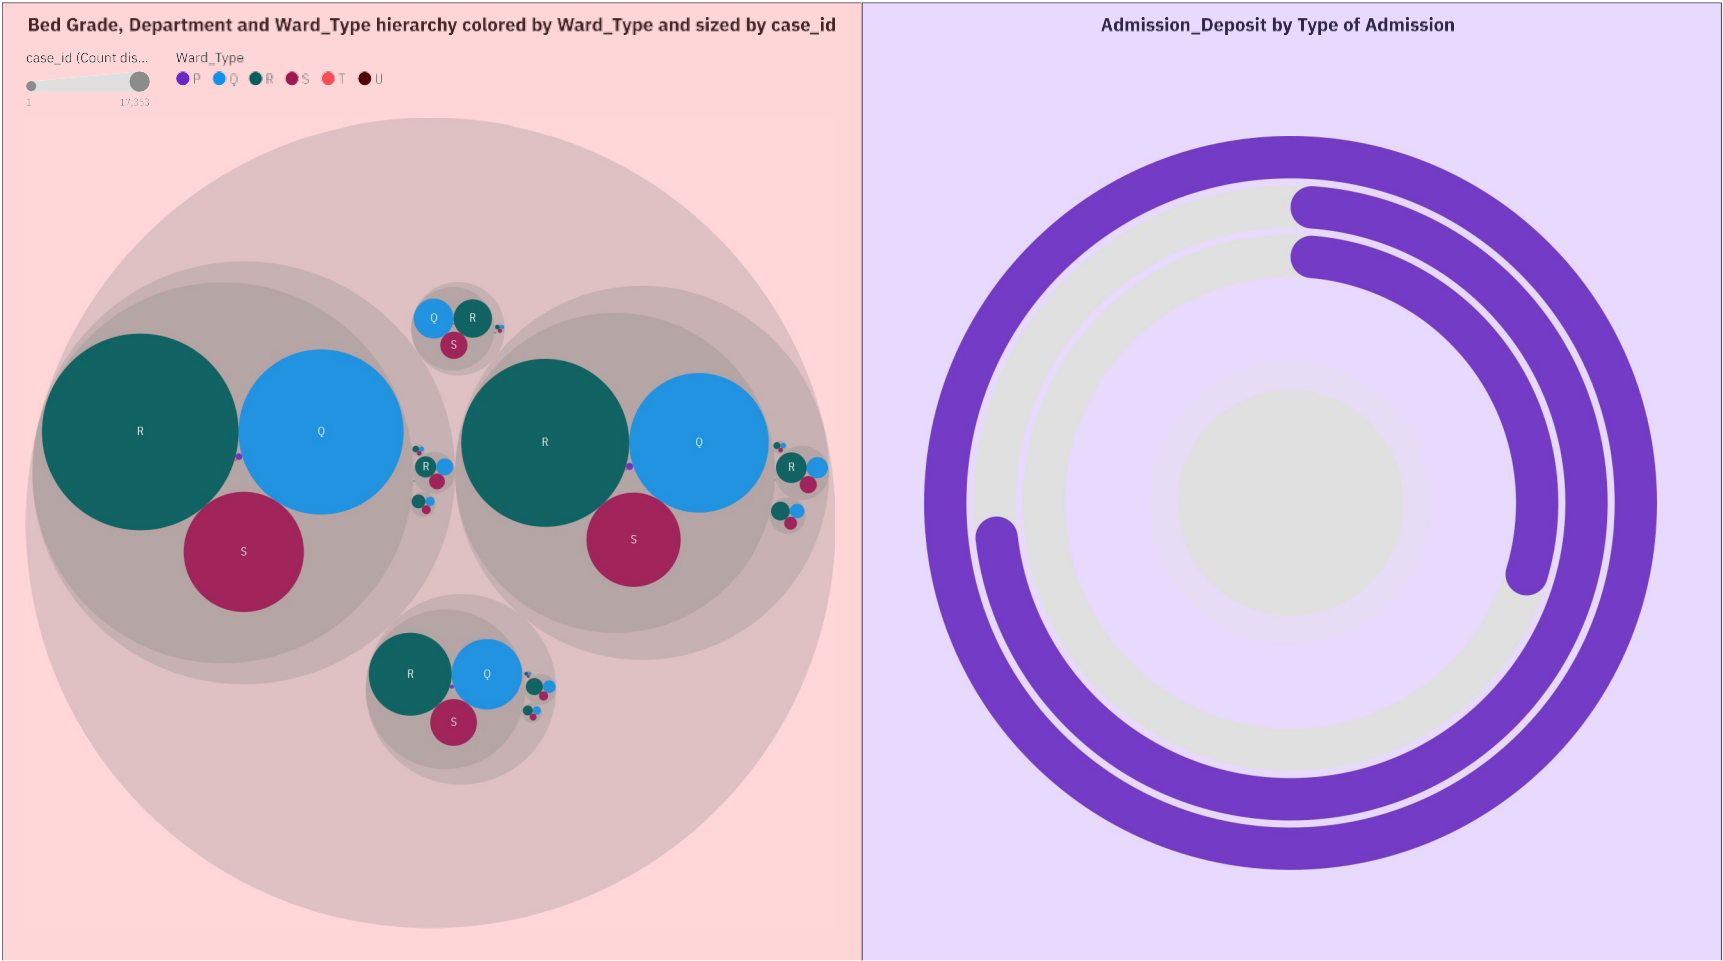 Bed Grade, Department and Ward_Type hierarchy colored by Ward_Type and sized by case_id
case_id (Count dis...
1
17,353
Ward_Type
P Q R S T U
Q R
S
R Q
R
S
R Q
R
S
R Q
S
Admission_Deposit by Type of Admission